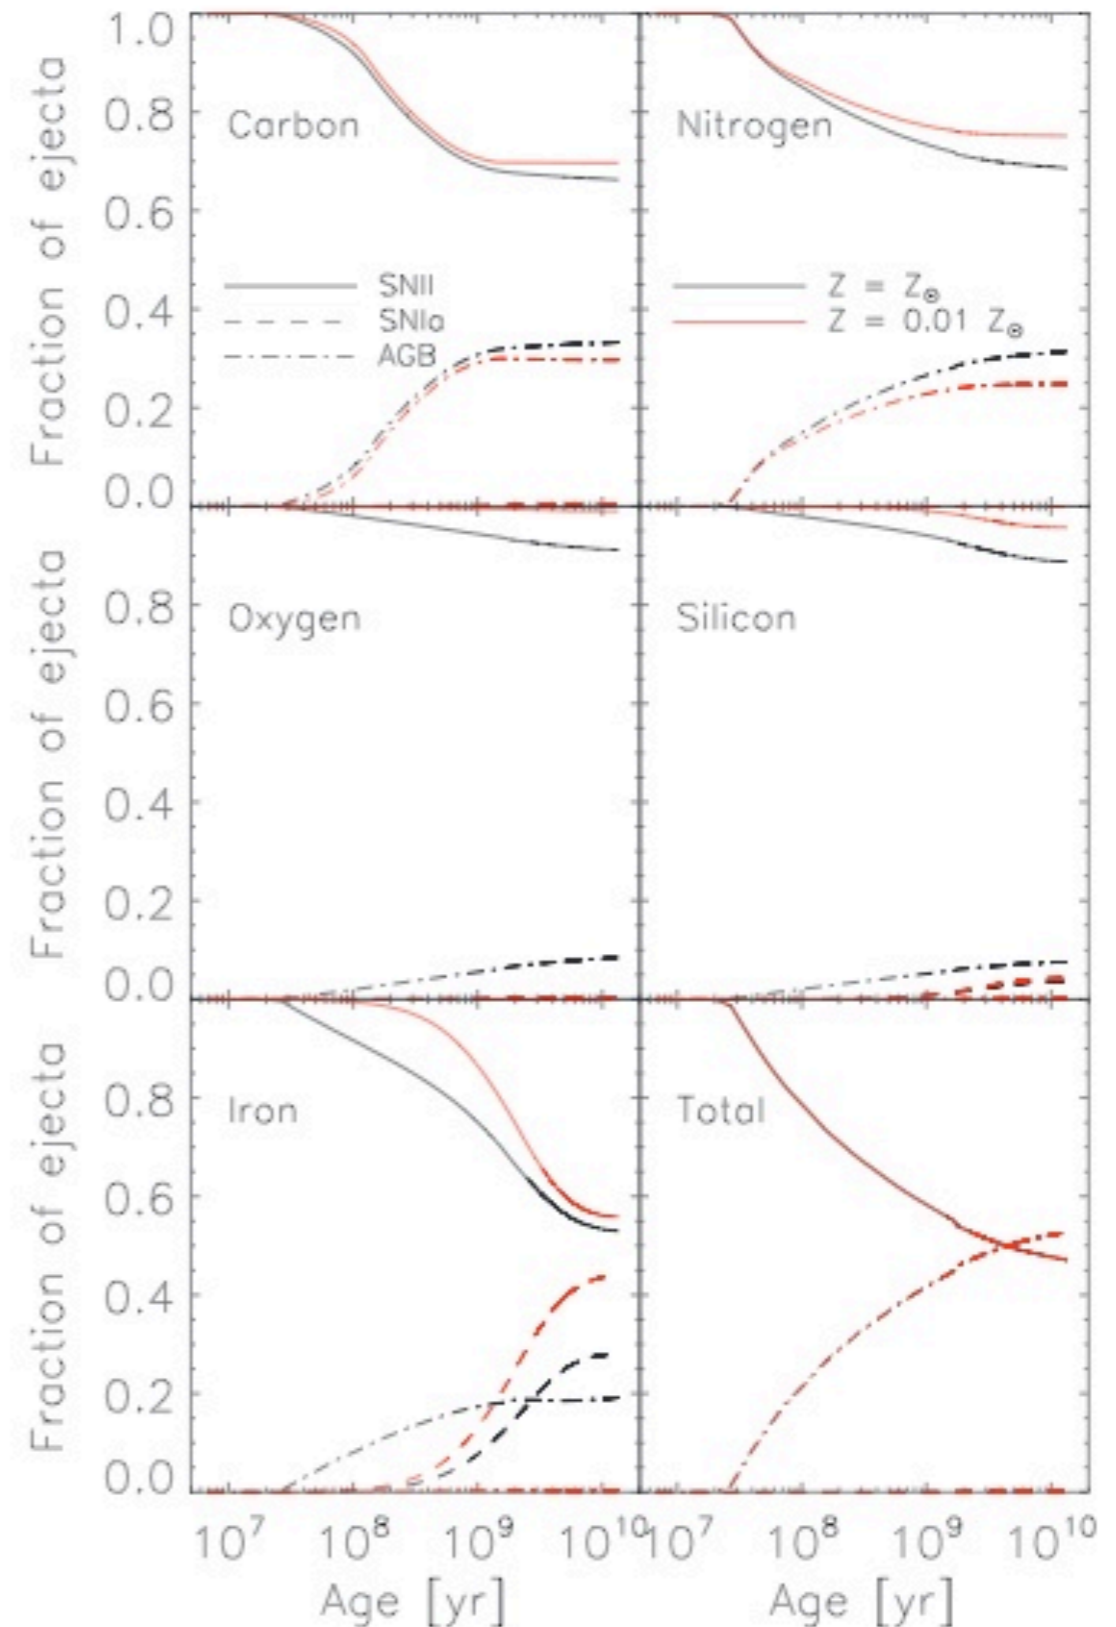 1.0
Fraction of ejecta
0.8
Carbon
Nitrogen
0.6
SNII
Z = Z⊙
0.4
SNIa
Z = 0.01 Z⊙
AGB
0.2
0.0
Fraction of ejecta
0.8
Oxygen
Silicon
0.6
0.4
0.2
0.0
Fraction of ejecta
0.8
Iron
Total
0.6
0.4
0.2
0.0
10⁷ 10⁸ 10⁹ 10¹⁰ 10⁷ 10⁸ 10⁹ 10¹⁰
Age [yr] Age [yr]